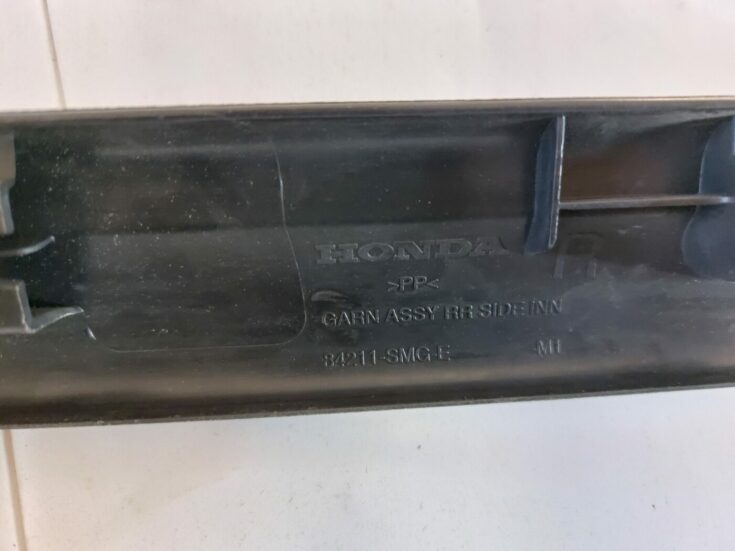 HONDA
>PP<
GARN ASSY RR SIDE INN
84211-SMG-E -M1
R